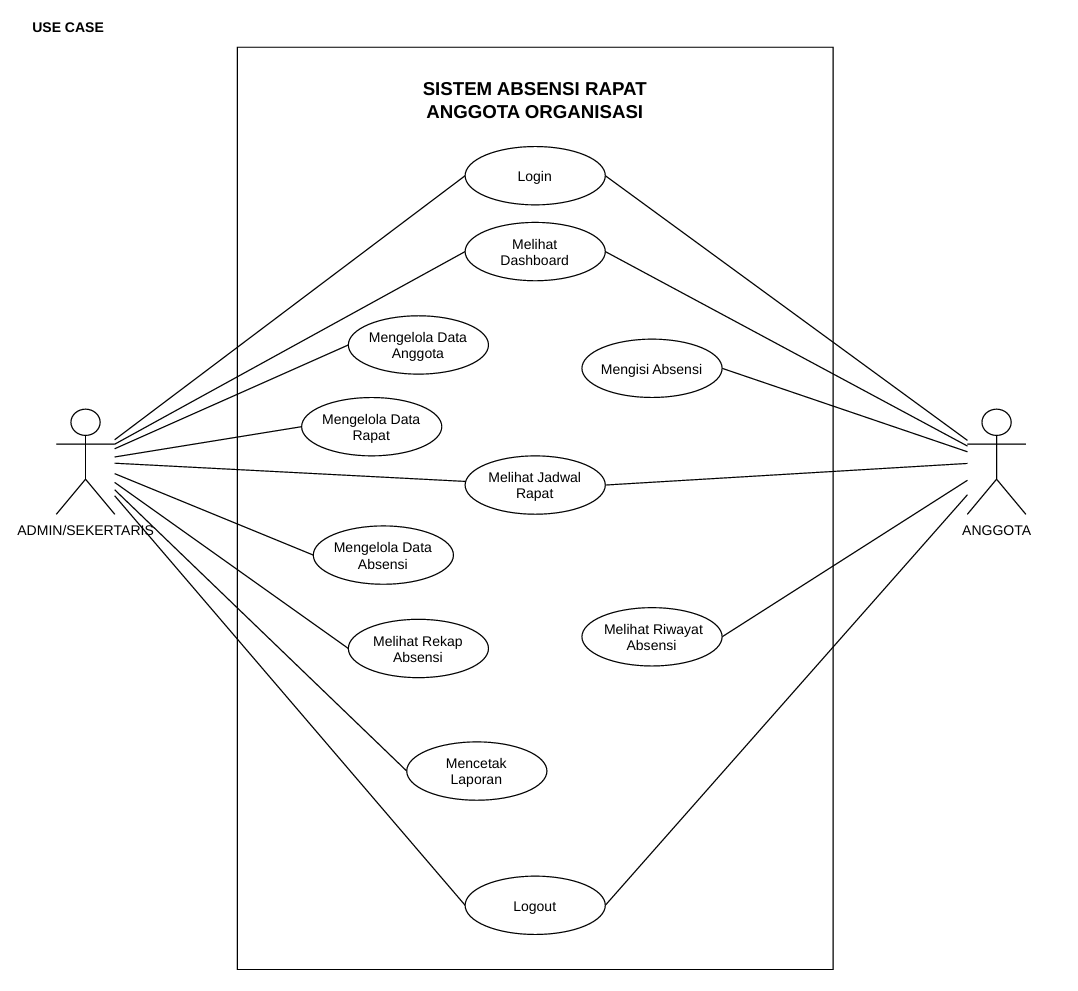 USE CASE
SISTEM ABSENSI RAPAT
ANGGOTA ORGANISASI
Login
Melihat
Dashboard
Mengelola Data
Anggota
Mengisi Absensi
Mengelola Data
Rapat
Melihat Jadwal
Rapat
ADMIN/SEKERTARIS
ANGGOTA
Mengelola Data
Absensi
Melihat Riwayat
Absensi
Melihat Rekap
Absensi
Mencetak
Laporan
Logout